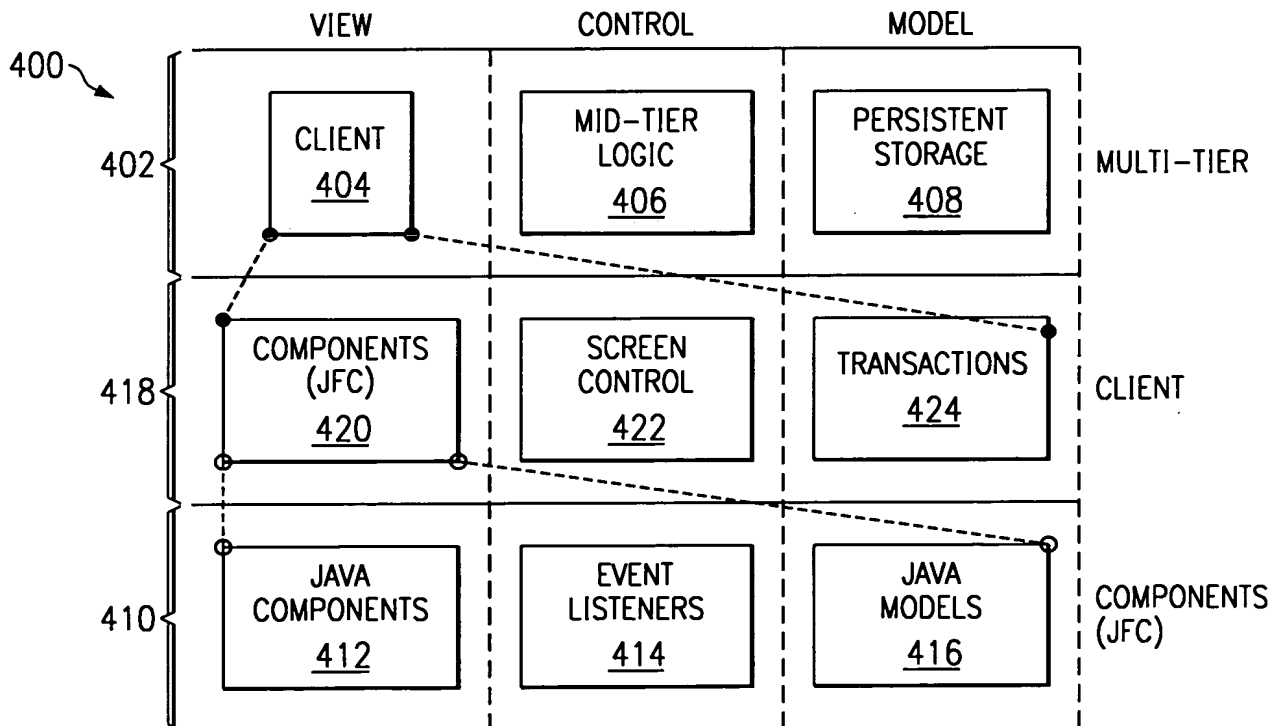 VIEW
CONTROL
MODEL
400
402
CLIENT
404
MID-TIER
LOGIC
406
PERSISTENT
STORAGE
408
MULTI-TIER
418
COMPONENTS
(JFC)
420
SCREEN
CONTROL
422
TRANSACTIONS
424
CLIENT
410
JAVA
COMPONENTS
412
EVENT
LISTENERS
414
JAVA
MODELS
416
COMPONENTS
(JFC)